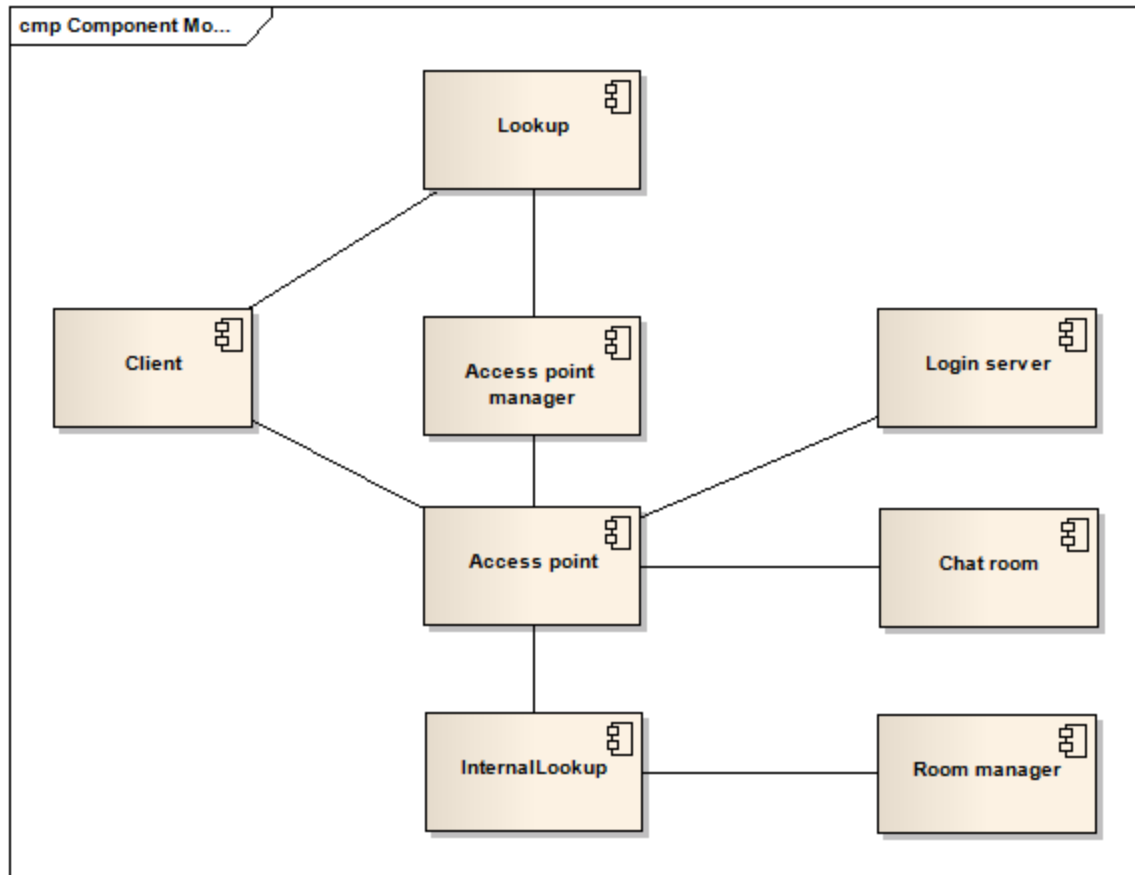 cmp Component Mo...
Lookup
Client
Access point
manager
Login server
Access point
Chat room
InternalLookup
Room manager